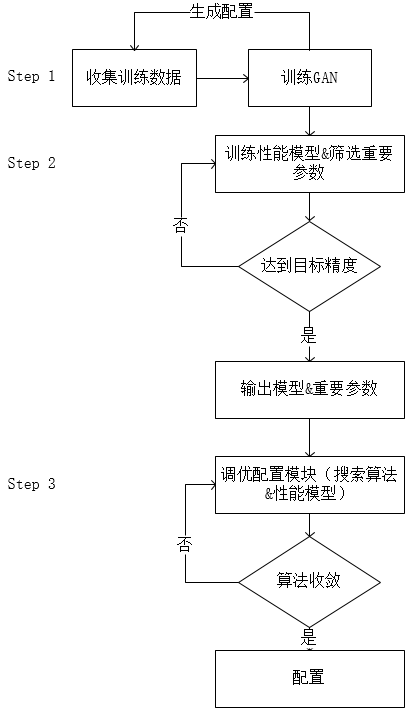 生成配置
Step 1
收集训练数据
训练GAN
Step 2
训练性能模型&筛选重要
参数
否
达到目标精度
是
输出模型&重要参数
Step 3
调优配置模块（搜索算法
&性能模型）
否
算法收敛
是
配置